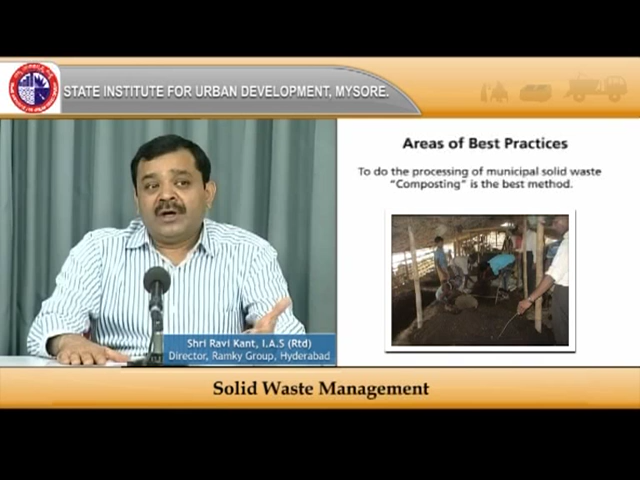 STATE INSTITUTE FOR URBAN DEVELOPMENT, MYSORE.
Areas of Best Practices
To do the processing of municipal solid waste
"Composting" is the best method.
Shri Ravi Kant, I.A.S (Rtd)
Director, Ramky Group, Hyderabad
Solid Waste Management